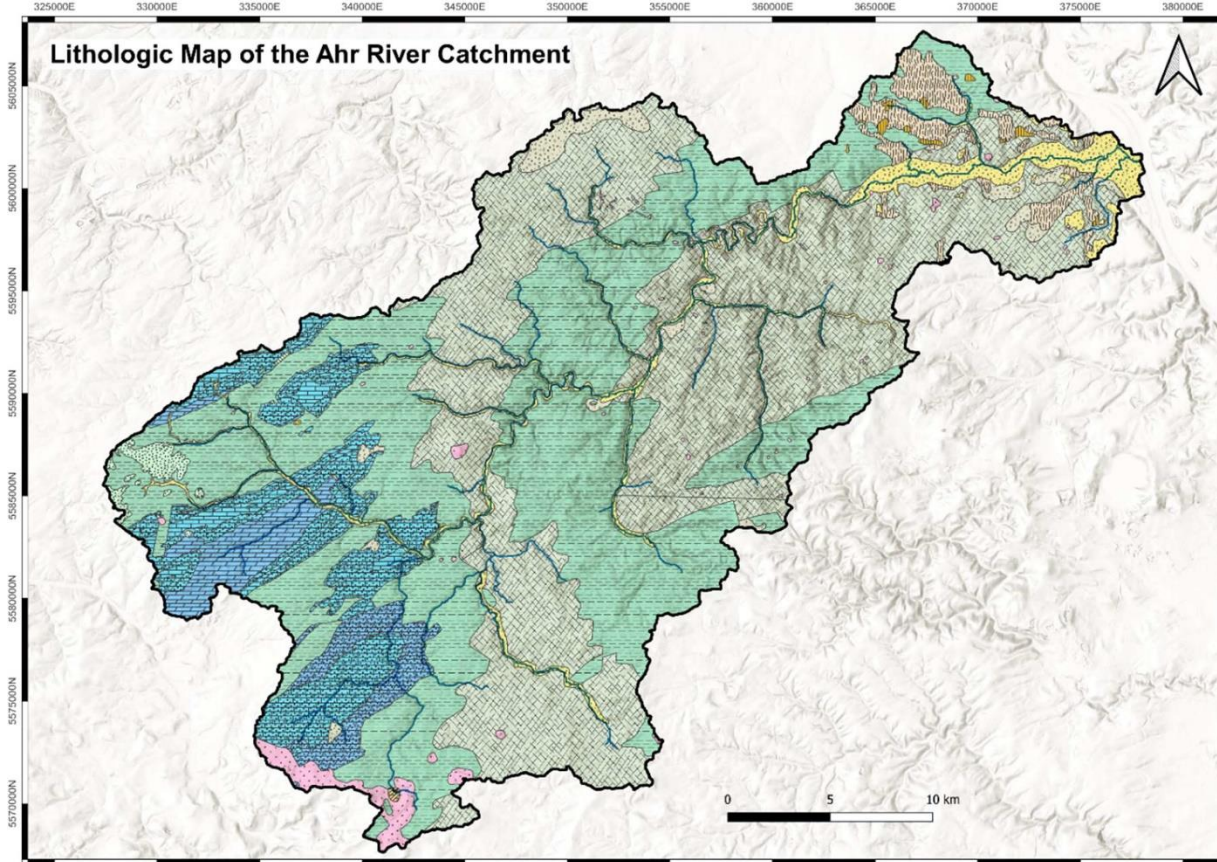 325000E 330000E 335000E 340000E 345000E 350000E 355000E 360000E 365000E 370000E 375000E 380000E
Lithologic Map of the Ahr River Catchment
5605000N
5600000N
5595000N
5590000N
5585000N
5580000N
5575000N
5570000N
0 5 10 km